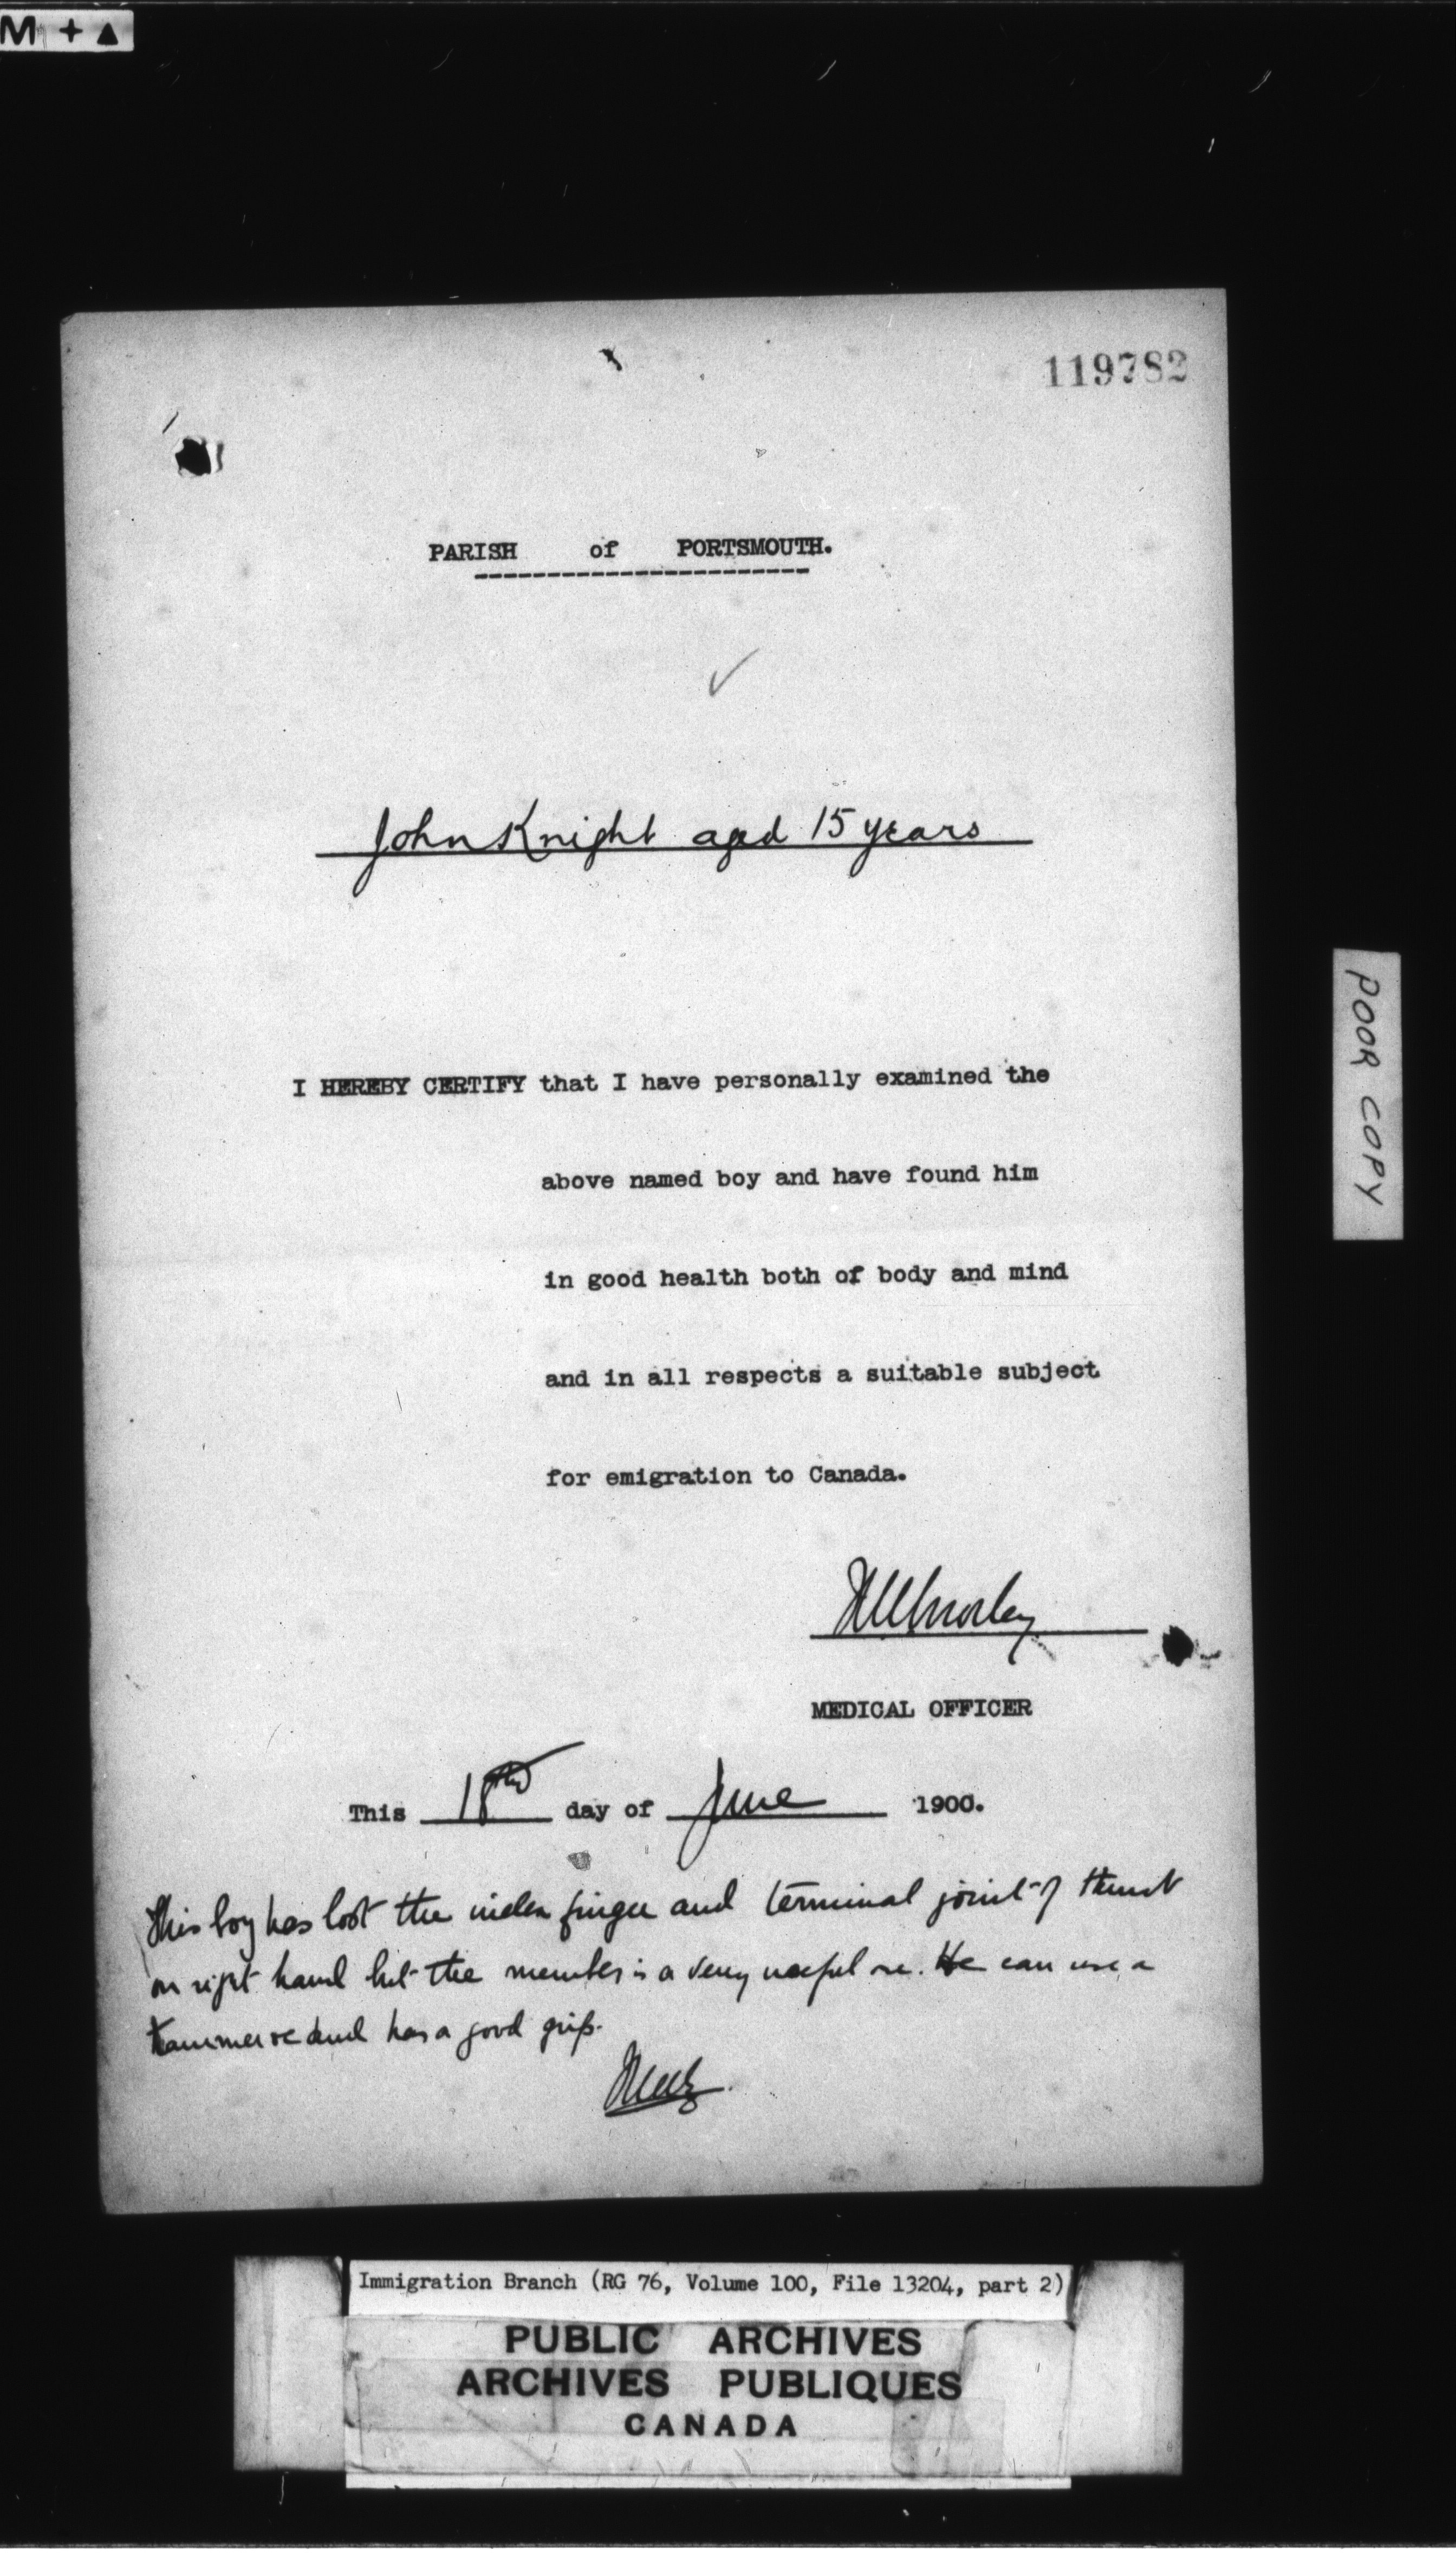 M + ▲
119782
PARISH of PORTSMOUTH.
John Knight aged 15 years
I HEREBY CERTIFY that I have personally examined the
above named boy and have found him
in good health both of body and mind
and in all respects a suitable subject
for emigration to Canada.
MEDICAL OFFICER
This 18th day of June 1900.
This boy has lost the index finger and terminal joint of thumb
on right hand but the member is a very useful one. He can use a
and has a good grip.
POOR COPY
Immigration Branch (RG 76, Volume 100, File 13204, part 2)
PUBLIC ARCHIVES
ARCHIVES PUBLIQUES
CANADA